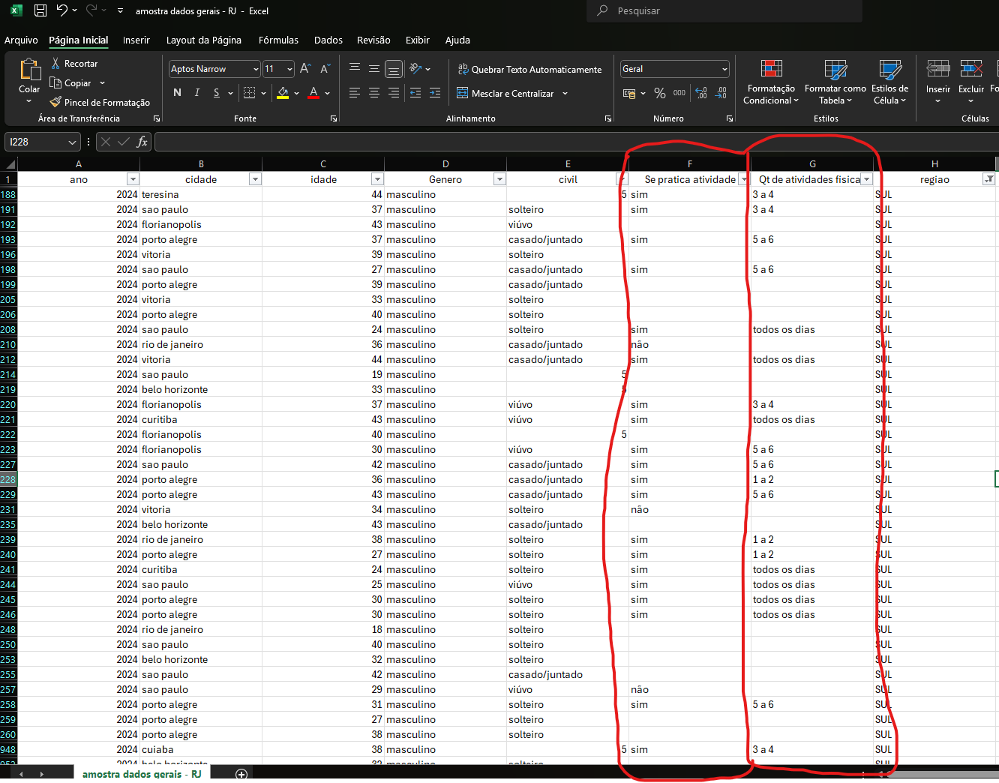 amostra dados gerais - RJ - Excel
Pesquisar
Arquivo Página Inicial Inserir Layout da Página Fórmulas Dados Revisão Exibir Ajuda
Colar
Recortar
Copiar
Pincel de Formatação
Área de Transferência
Aptos Narrow 11
N I S
Fonte
Quebrar Texto Automaticamente
Mesclar e Centralizar
Alinhamento
Geral
% 000
Número
Formatação Condicional
Formatar como Tabela
Estilos de Célula
Estilos
Inserir
Excluir
Células
I228 fx
A B C D E F G H
1 ano cidade idade Genero civil Se pratica atividade Qt de atividades fisica regiao
188 2024 teresina 44 masculino 5 sim 3 a 4 SUL
191 2024 sao paulo 37 masculino solteiro sim 3 a 4 SUL
192 2024 florianopolis 43 masculino viúvo SUL
193 2024 porto alegre 37 masculino casado/juntado sim 5 a 6 SUL
196 2024 vitoria 39 masculino solteiro SUL
198 2024 sao paulo 27 masculino casado/juntado sim 5 a 6 SUL
199 2024 porto alegre 39 masculino casado/juntado SUL
205 2024 vitoria 33 masculino solteiro SUL
206 2024 porto alegre 40 masculino solteiro SUL
208 2024 sao paulo 24 masculino solteiro sim todos os dias SUL
210 2024 rio de janeiro 36 masculino casado/juntado não SUL
212 2024 vitoria 44 masculino casado/juntado sim todos os dias SUL
214 2024 sao paulo 19 masculino 5 SUL
219 2024 belo horizonte 33 masculino 5 SUL
220 2024 florianopolis 37 masculino viúvo sim 3 a 4 SUL
221 2024 curitiba 43 masculino viúvo sim todos os dias SUL
222 2024 florianopolis 40 masculino 5 SUL
223 2024 florianopolis 30 masculino viúvo sim 5 a 6 SUL
227 2024 sao paulo 42 masculino casado/juntado sim 5 a 6 SUL
228 2024 porto alegre 36 masculino casado/juntado sim 1 a 2 SUL
229 2024 porto alegre 43 masculino casado/juntado sim 5 a 6 SUL
231 2024 vitoria 34 masculino solteiro não SUL
235 2024 belo horizonte 43 masculino casado/juntado SUL
239 2024 rio de janeiro 38 masculino solteiro sim 1 a 2 SUL
240 2024 porto alegre 27 masculino solteiro sim 1 a 2 SUL
241 2024 curitiba 24 masculino solteiro sim todos os dias SUL
244 2024 sao paulo 25 masculino viúvo sim todos os dias SUL
245 2024 porto alegre 30 masculino solteiro sim todos os dias SUL
246 2024 porto alegre 30 masculino solteiro sim todos os dias SUL
248 2024 rio de janeiro 18 masculino solteiro SUL
250 2024 sao paulo 40 masculino solteiro SUL
253 2024 belo horizonte 32 masculino solteiro SUL
255 2024 sao paulo 42 masculino casado/juntado SUL
257 2024 sao paulo 29 masculino viúvo não SUL
258 2024 porto alegre 31 masculino solteiro sim 5 a 6 SUL
259 2024 porto alegre 27 masculino solteiro SUL
260 2024 porto alegre 38 masculino solteiro SUL
948 2024 cuiaba 38 masculino 5 sim 3 a 4 SUL
amostra dados gerais - RJ